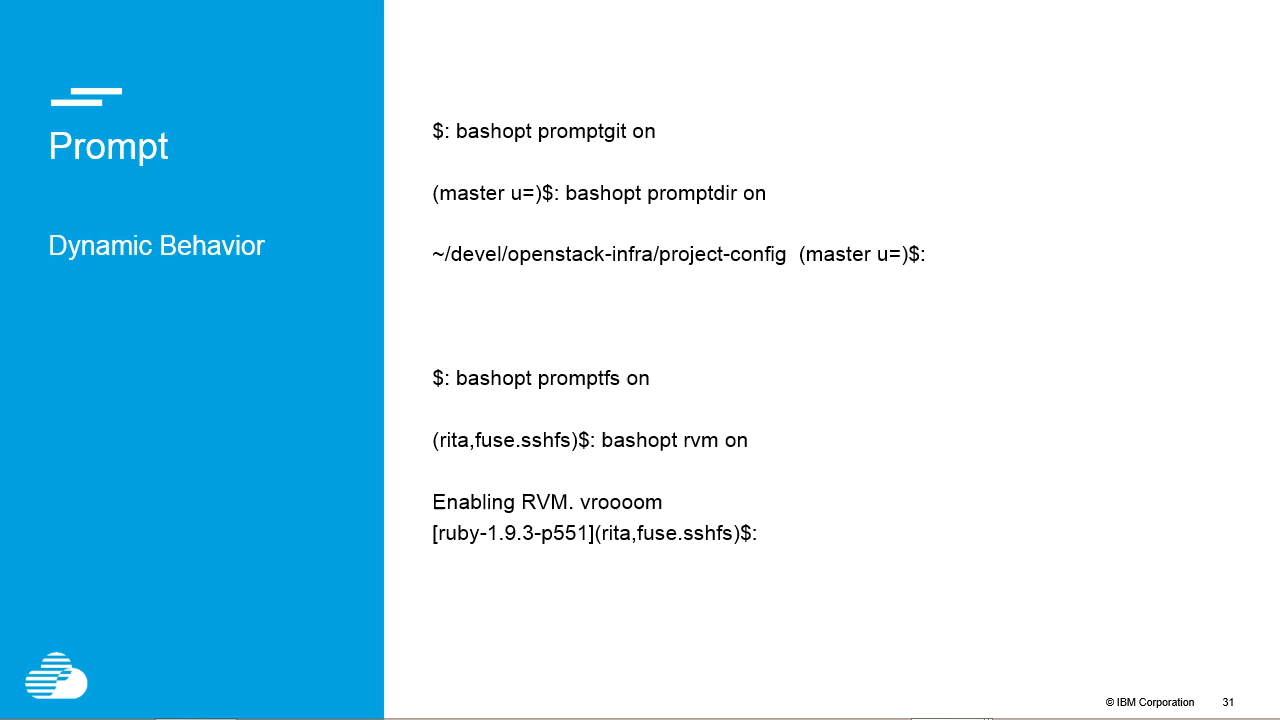 Prompt
Dynamic Behavior
$: bashopt promptgit on
(master u=)$: bashopt promptdir on
~/devel/openstack-infra/project-config  (master u=)$:
$: bashopt promptfs on
(rita,fuse.sshfs)$: bashopt rvm on
Enabling RVM. vroooom
[ruby-1.9.3-p551](rita,fuse.sshfs)$:
© IBM Corporation 31